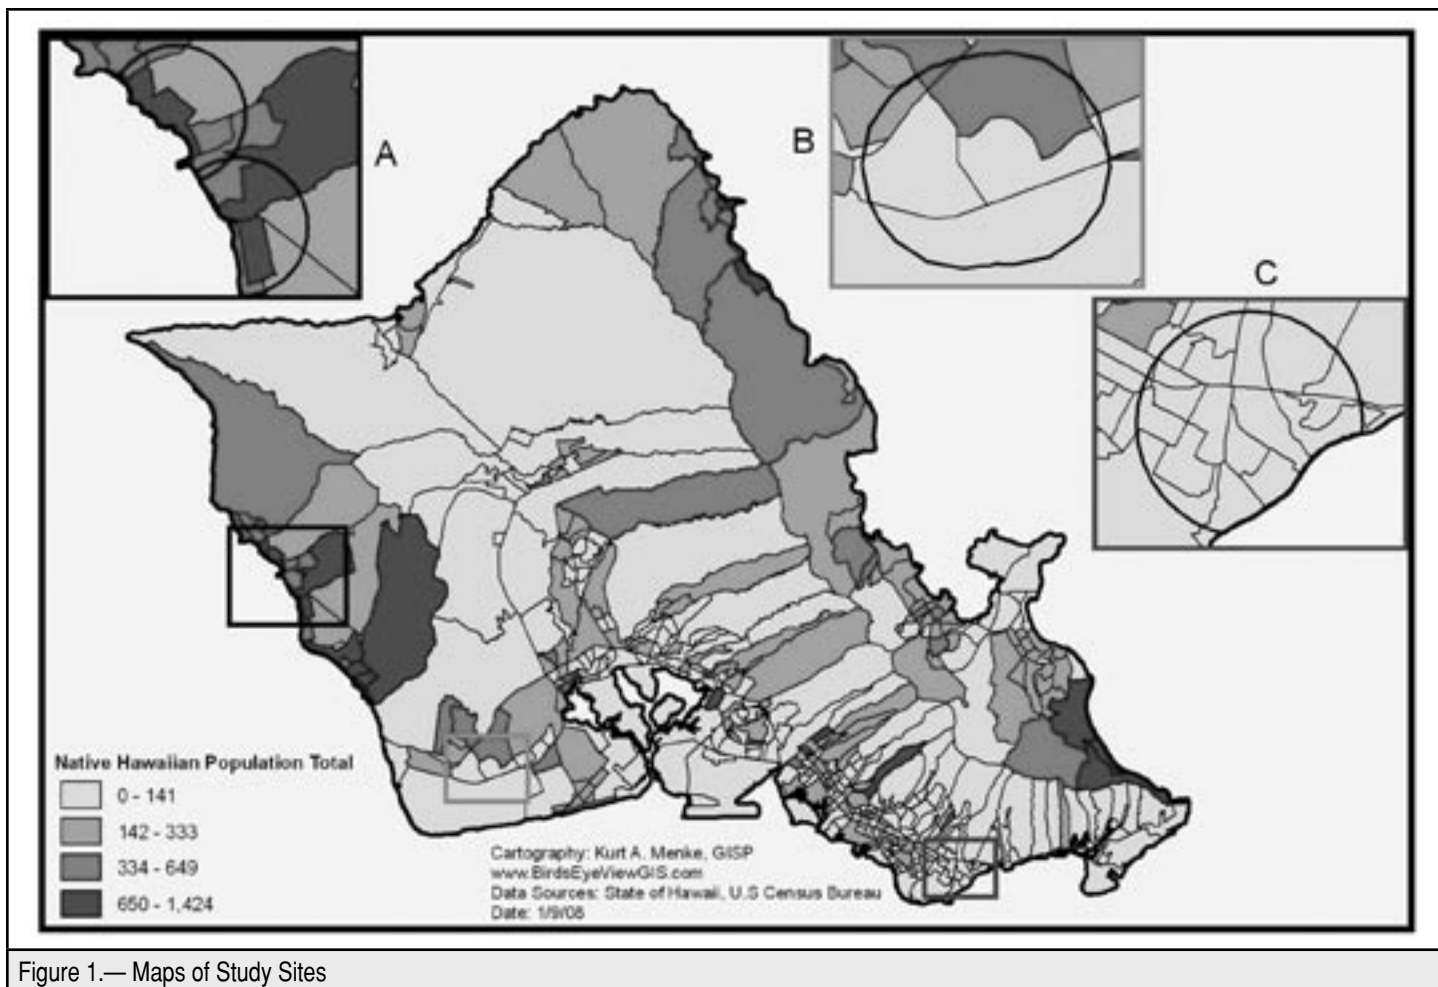 A
B
C
Native Hawaiian Population Total
0 - 141
142 - 333
334 - 649
650 - 1,424
Cartography: Kurt A. Menke, GISP
www.BirdsEyeViewGIS.com
Data Sources: State of Hawaii, U.S Census Bureau
Date: 1/9/08
Figure 1.— Maps of Study Sites